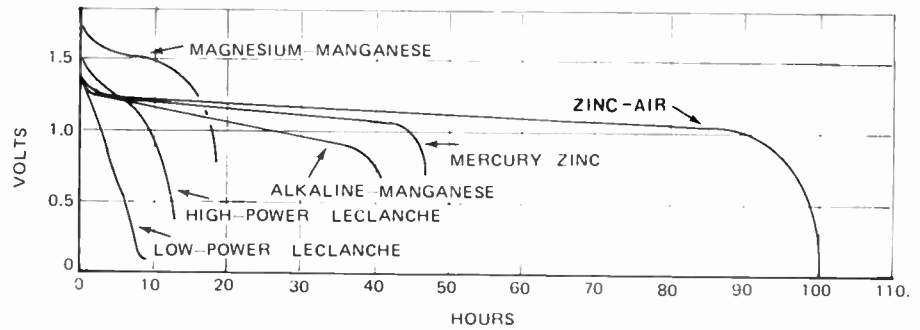 MAGNESIUM-MANGANESE
1.5
ZINC-AIR
1.0
VOLTS
MERCURY ZINC
ALKALINE-MANGANESE
0.5
HIGH-POWER LECLANCHE
LOW-POWER LECLANCHE
0
0 10 20 30 40 50 60 70 80 90 100 110.
HOURS